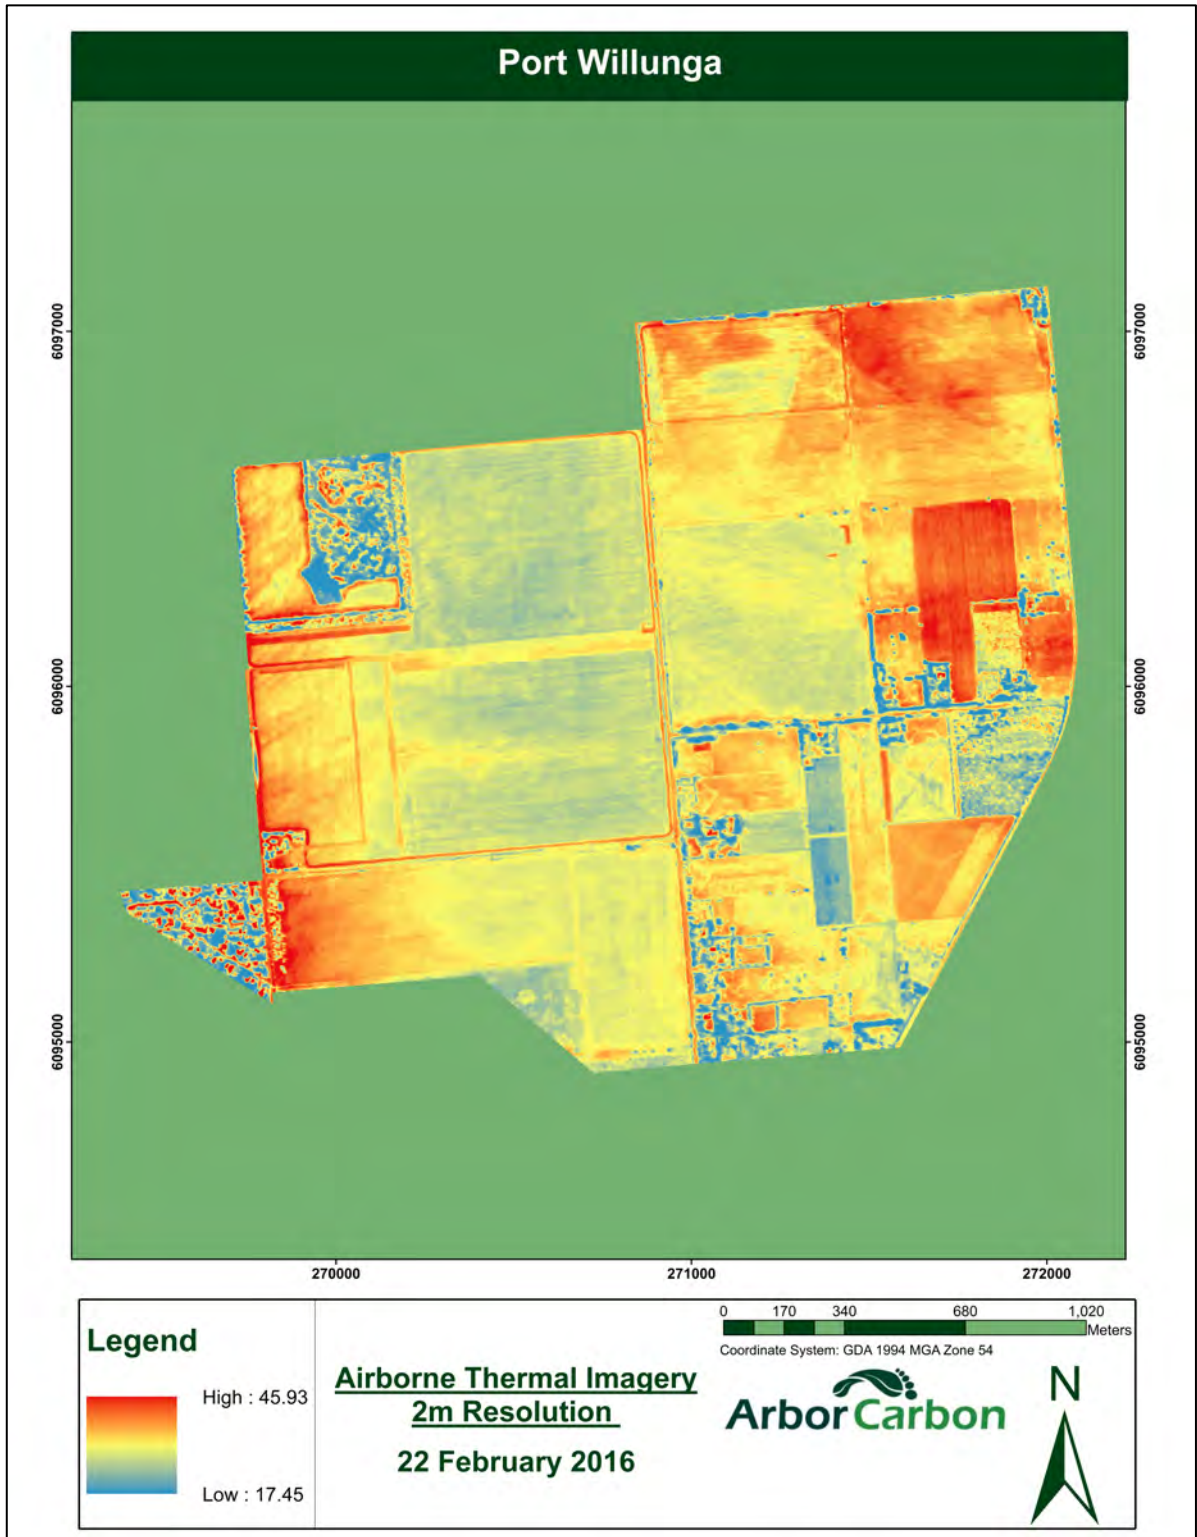 Port Willunga
6097000
6097000
6096000
6096000
6095000
6095000
270000
271000
272000
Legend
High : 45.93
Low : 17.45
Airborne Thermal Imagery
2m Resolution
22 February 2016
0 170 340 680 1,020
Meters
Coordinate System: GDA 1994 MGA Zone 54
ArborCarbon
N